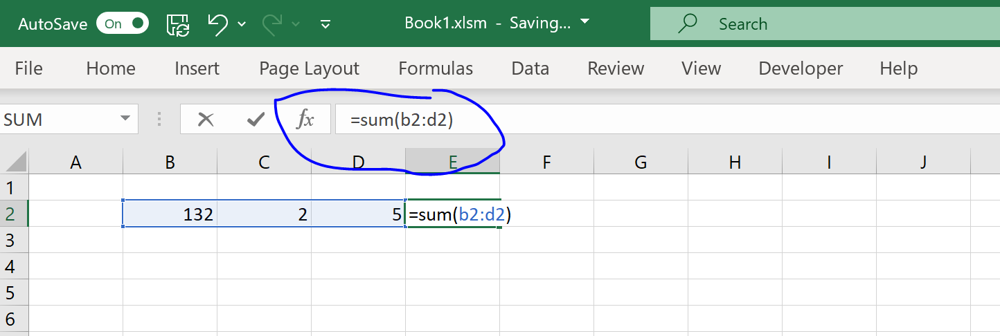 AutoSave On Book1.xlsm - Saving... Search
File Home Insert Page Layout Formulas Data Review View Developer Help
SUM fx =sum(b2:d2)
A B C D E F G H I J
1
2 132 2 5 =sum(b2:d2)
3
4
5
6